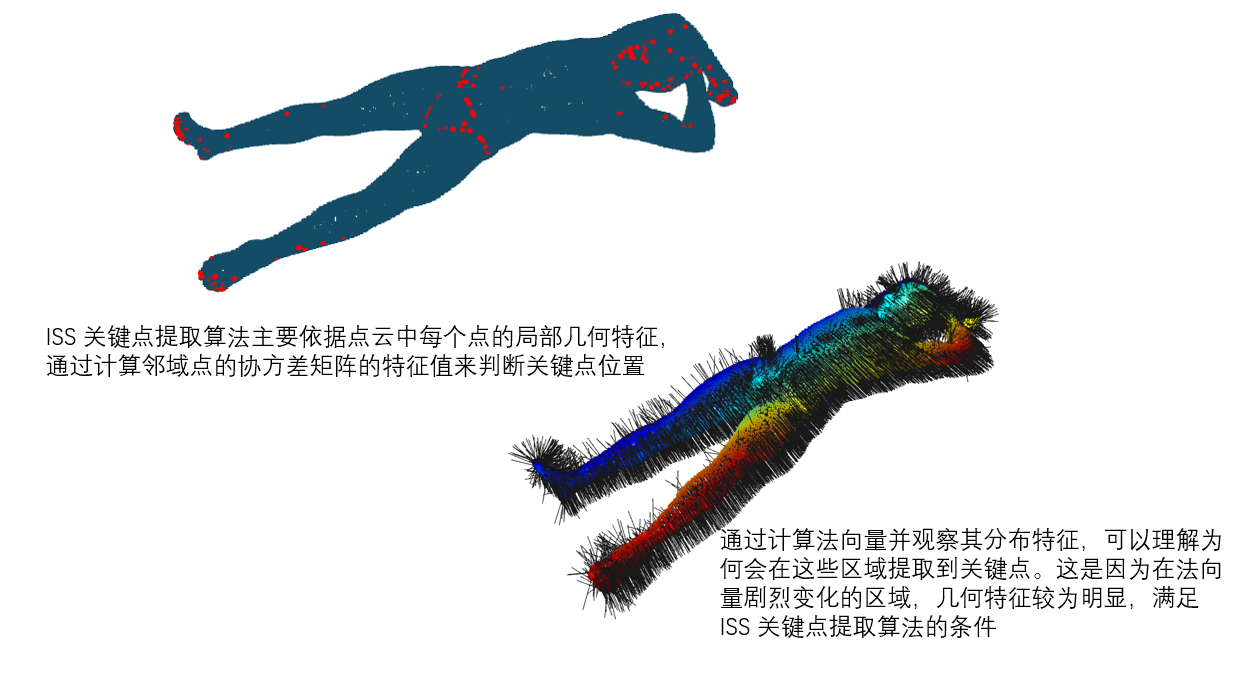 ISS 关键点提取算法主要依据点云中每个点的局部几何特征，
通过计算邻域点的协方差矩阵的特征值来判断关键点位置
通过计算法向量并观察其分布特征，可以理解为
何会在这些区域提取到关键点。这是因为在法向
量剧烈变化的区域，几何特征较为明显，满足
ISS 关键点提取算法的条件